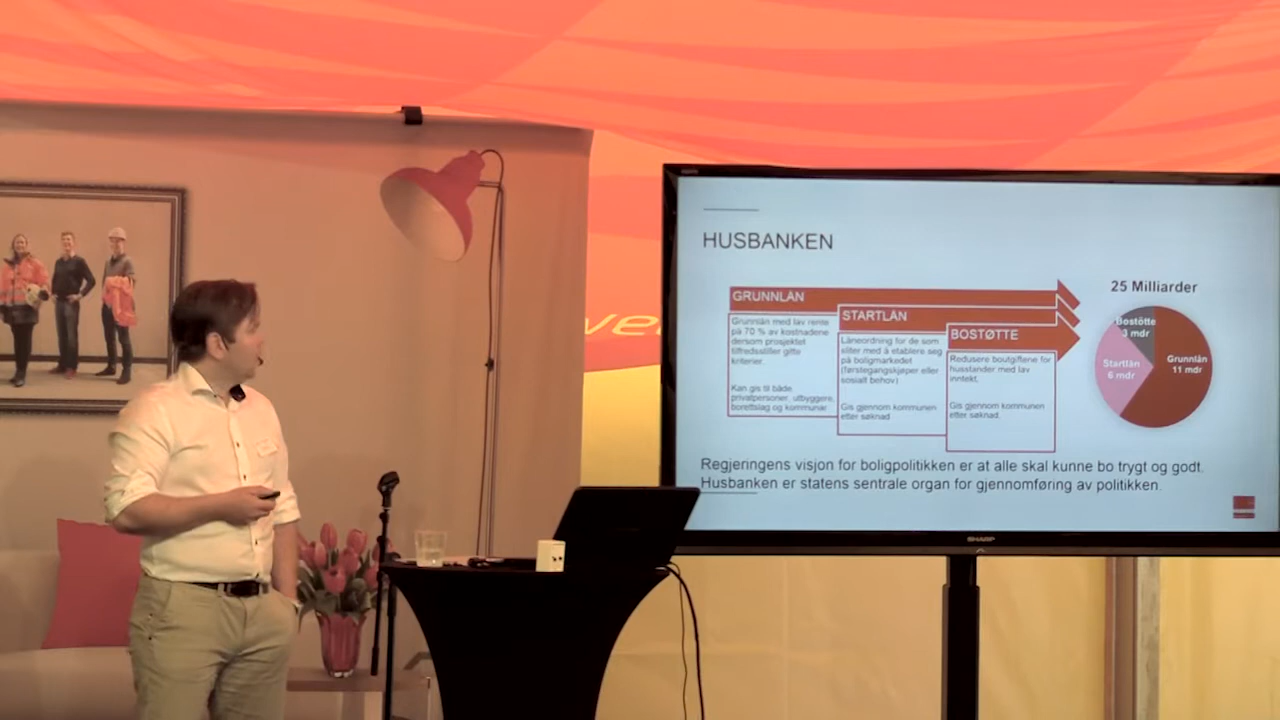 HUSBANKEN
25 Milliarder
GRUNNLÅN
Grunnlån med lav rente
på 70 % av kostnadene
dersom prosjektet
tilfredsstiller gitte
kriterier.
Kan gis til både
privatpersoner, utbyggere,
borettslag og kommuner
STARTLÅN
Låneordning for de som
sliter med å etablere seg
på boligmarkedet
(førstegangskjøper eller
sosialt behov)
Gis gjennom kommunen
etter søknad
BOSTØTTE
Redusere boutgiftene for
husstander med lav
inntekt.
Gis gjennom kommunen
etter søknad.
Bostötte
3 mdr
Startlån
6 mdr
Grunnlån
11 mdr
Regjeringens visjon for boligpolitikken er at alle skal kunne bo trygt og godt.
Husbanken er statens sentrale organ for gjennomføring av politikken.
SHARP